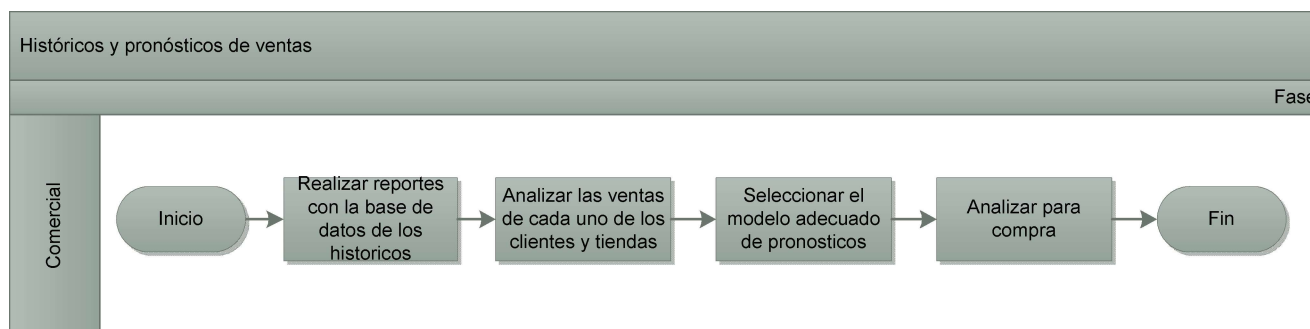 Históricos y pronósticos de ventas
Fase
Comercial
Inicio
Realizar reportes
con la base de
datos de los
historicos
Analizar las ventas
de cada uno de los
clientes y tiendas
Seleccionar el
modelo adecuado
de pronosticos
Analizar para
compra
Fin